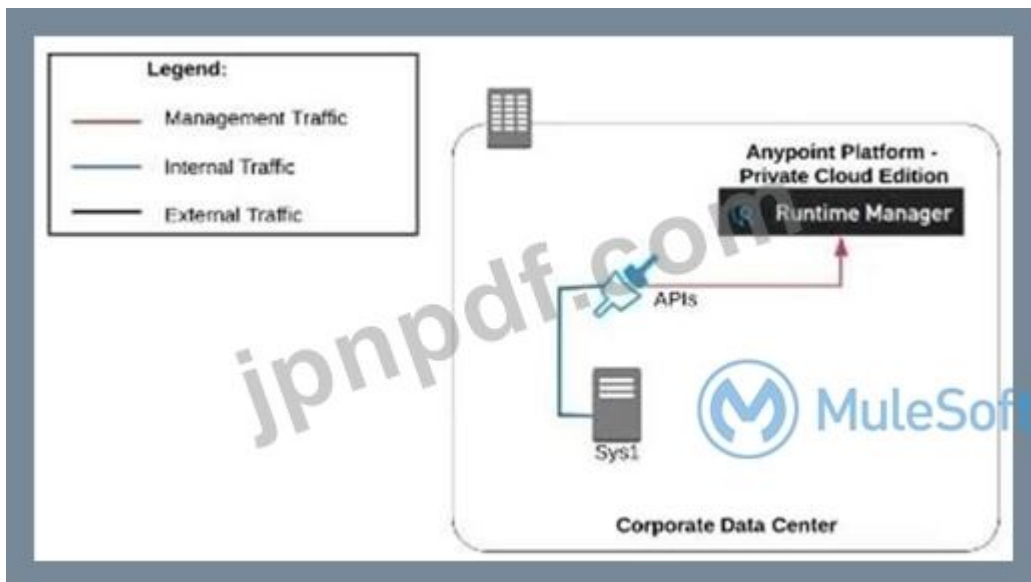 Legend:
Management Traffic
Internal Traffic
External Traffic
Anypoint Platform -
Private Cloud Edition
Runtime Manager
APIs
jpnpdf.com
MuleSoft
Sys1
Corporate Data Center